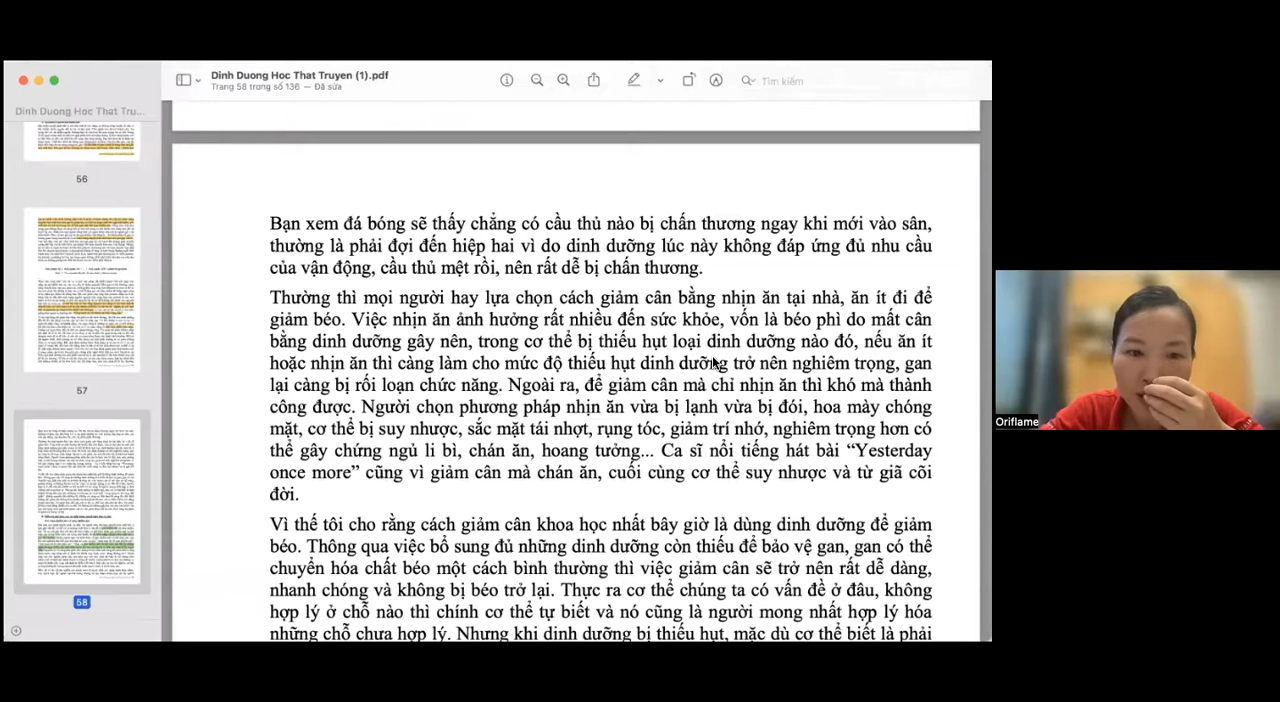 Dinh Duong Hoc That Truyen (1).pdf
Trang 58 trong số 136 — Đã sửa
Tìm kiếm
Dinh Duong Hoc That Tru...
56
57
58
Bạn xem đá bóng sẽ thấy chẳng có cầu thủ nào bị chấn thương ngay khi mới vào sân,
thường là phải đợi đến hiệp hai, khi mà dinh dưỡng lúc này không đáp ứng đủ nhu cầu
của vận động, cầu thủ mệt rồi, nên rất dễ bị chấn thương.
Thường thì mọi người hay lựa chọn cách giảm cân bằng nhịn ăn tạm thời, ăn ít đi để
giảm béo. Việc nhịn ăn ảnh hưởng rất nhiều đến sức khỏe, vốn dĩ béo phì do mất cân
bằng dinh dưỡng gây nên, tức là cơ thể bị thiếu hụt loại dinh dưỡng nào đó, nếu ăn ít
hoặc nhịn ăn thì càng làm cho mức độ thiếu hụt dinh dưỡng trở nên nghiêm trọng, gan
lại càng bị rối loạn chức năng. Ngoài ra, để giảm cân mà chỉ nhịn ăn thì khó mà thành
công được. Người chọn phương pháp nhịn ăn vừa bị lạnh vừa bị đói, hoa mày chóng
mặt, cơ thể bị suy nhược, sắc mặt tái nhợt, rụng tóc, giảm trí nhớ, nghiêm trọng hơn có
thể gây chứng ngủ li bì, có chứng vọng tưởng... Ca sĩ nổi tiếng hát bài “Yesterday
once more” cũng vì giảm cân mà chán ăn, cuối cùng cơ thể suy nhược và từ giã cõi
đời.
Vì thế tôi cho rằng cách giảm cân khoa học nhất bây giờ là dùng dinh dưỡng để giảm
Thông qua việc bổ sung những dinh dưỡng còn thiếu, bảo vệ gan, gan có thể
chuyển hóa chất béo một cách bình thường thì việc giảm cân sẽ trở nên rất dễ dàng,
nhanh chóng và không bị béo trở lại. Thực ra cơ thể chúng ta có vấn đề ở đâu, không
hợp lý ở chỗ nào thì chính cơ thể tự biết và nó cũng là người mong nhất hợp lý hóa
những chỗ chưa hợp lý. Nhưng khi dinh dưỡng bị thiếu hụt, mặc dù cơ thể biết là phải
Oriflame